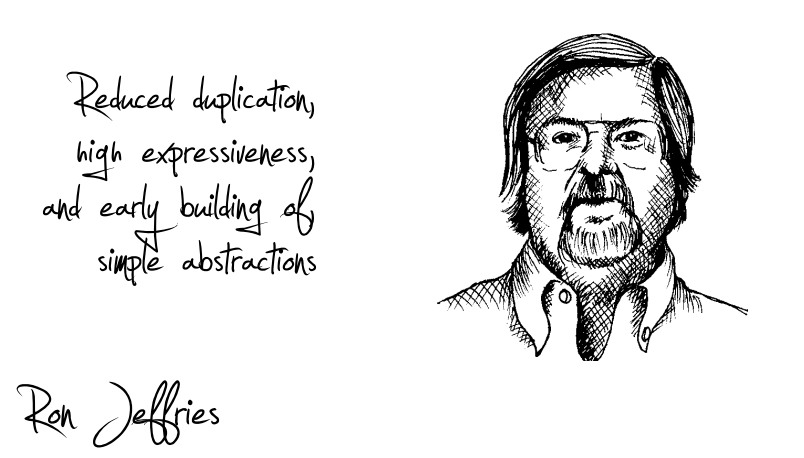 Reduced duplication,
high expressiveness,
and early building of,
simple abstractions
Ron Jeffries